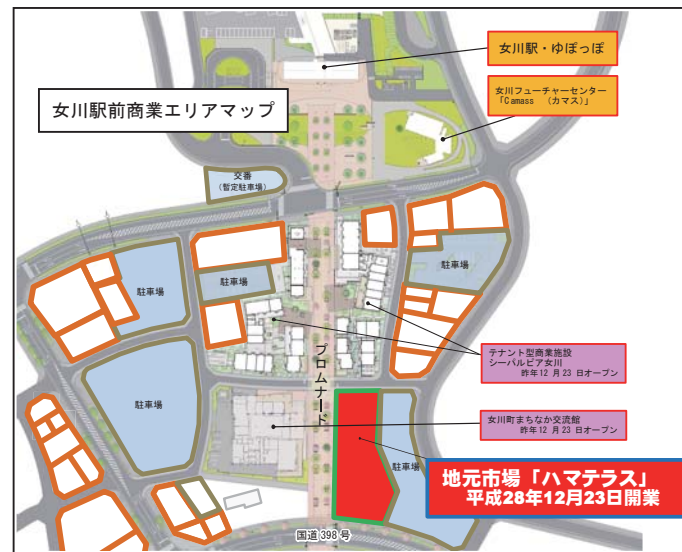 女川駅・ゆぽっぽ
女川駅前商業エリアマップ
女川フューチャーセンター
「Camass （カマス）」
交番
（暫定駐車場）
駐車場
駐車場
駐車場
プロムナード
テナント型商業施設
シーパルピア女川
昨年12 月 23 日オープン
駐車場
女川町まちなか交流館
昨年12 月 23 日オープン
駐車場
地元市場「ハマテラス」
平成28年12月23日開業
国道 398 号